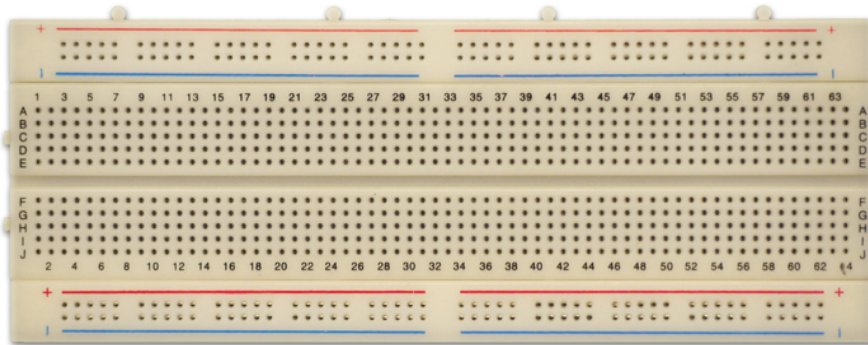 + +
- -
1 3 5 7 9 11 13 15 17 19 21 23 25 27 29 31 33 35 37 39 41 43 45 47 49 51 53 55 57 59 61 63
A A
B B
C C
D D
E E
F F
G G
H H
I I
J J
2 4 6 8 10 12 14 16 18 20 22 24 26 28 30 32 34 36 38 40 42 44 46 48 50 52 54 56 58 60 62
+ +
- -